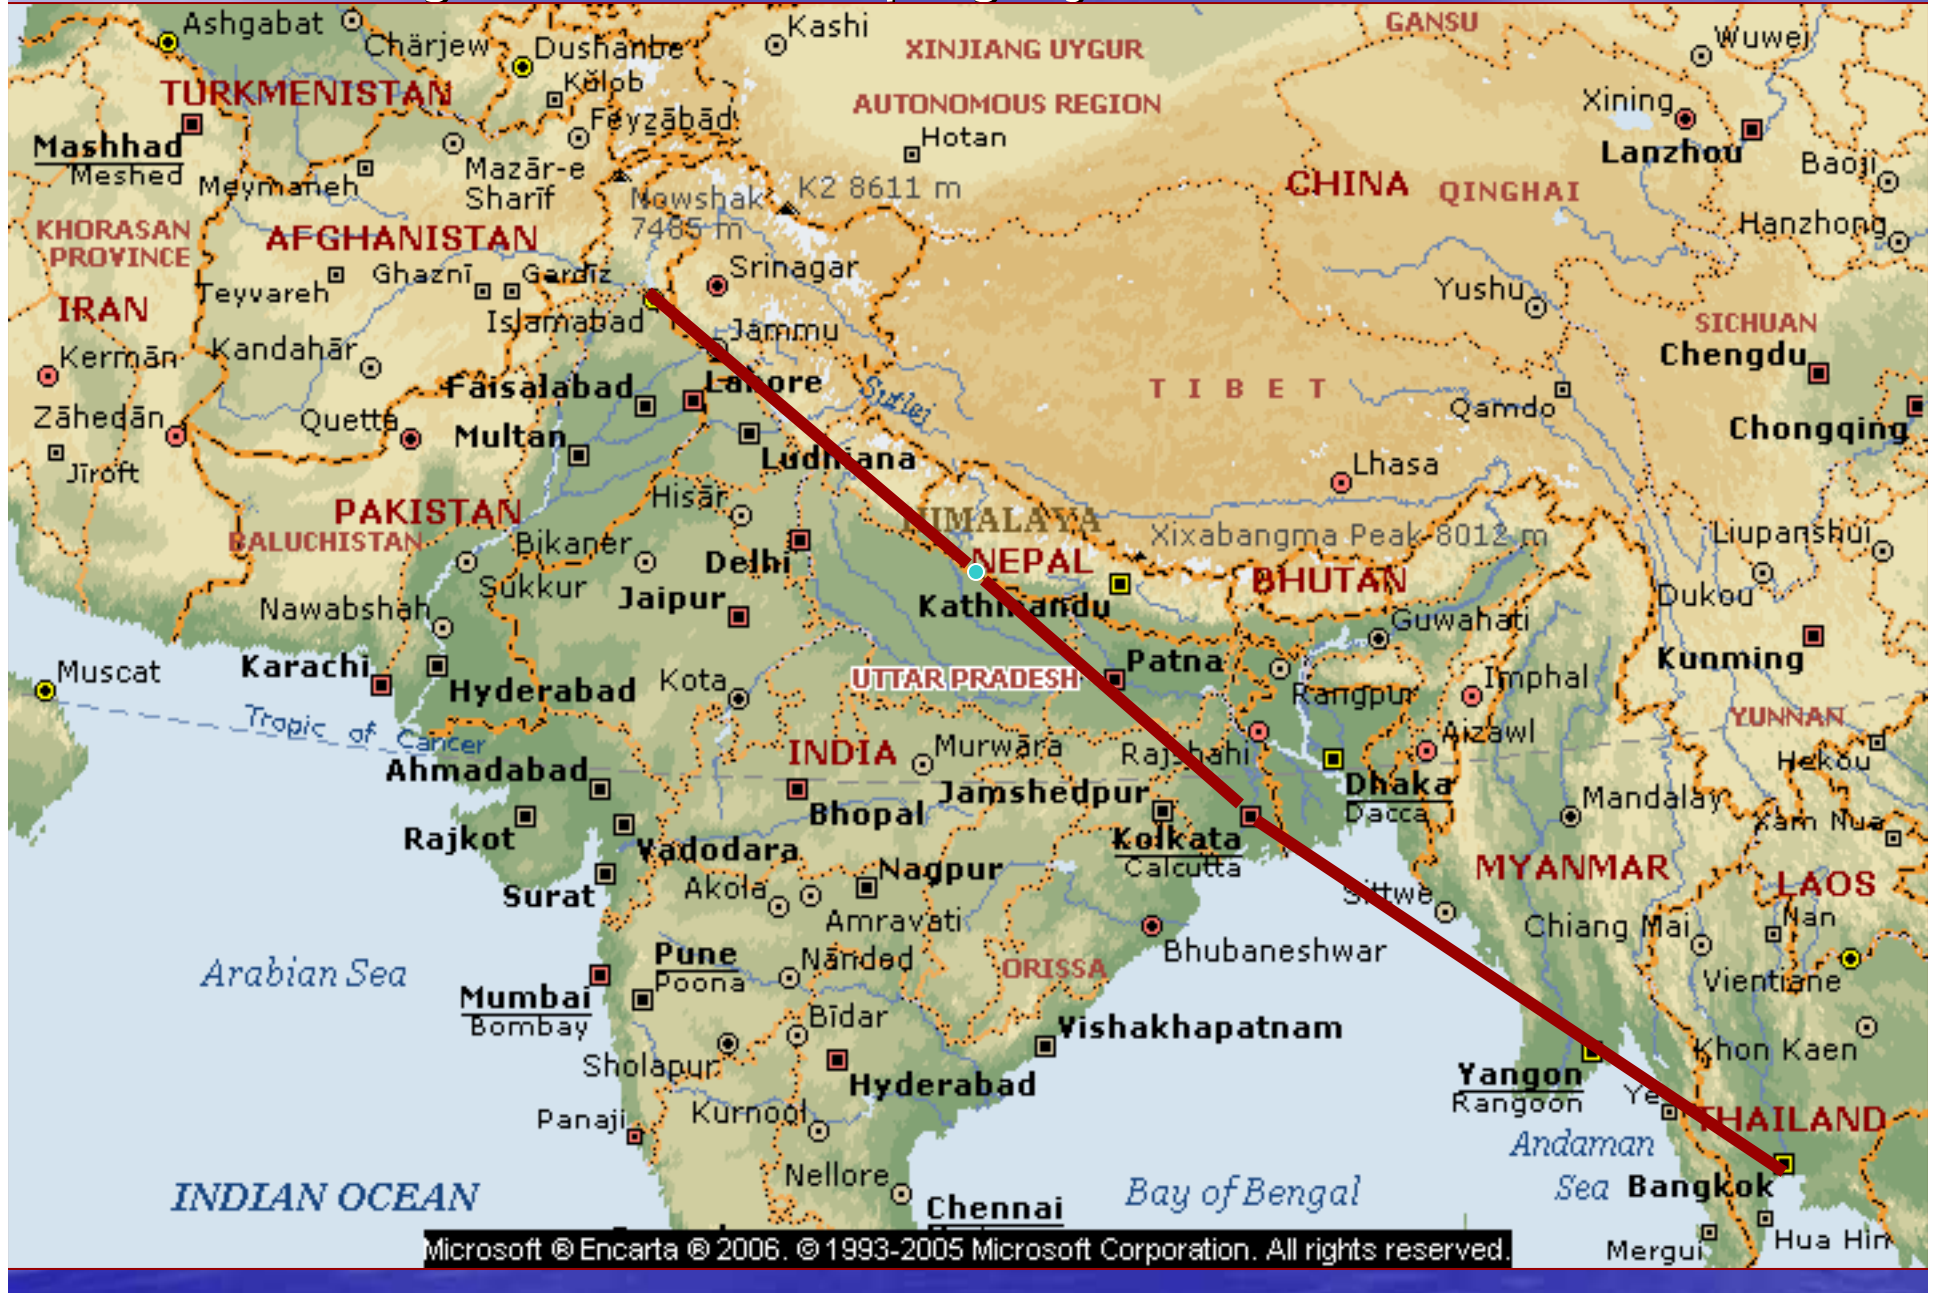 Ashgabat
Chärjew
Dushanbe
Kashi
XINJIANG UYGUR
AUTONOMOUS REGION
GANSU
Wuwei
TURKMENISTAN
Kŭlob
Feyzābād
Hotan
Xining
Lanzhou
Baoji
Mashhad
Meshed
Meymaneh
Mazār-e
Sharīf
Nowshak
7485 m
K2 8611 m
CHINA
QINGHAI
Hanzhong
KHORASAN
PROVINCE
AFGHANISTAN
Ghaznī
Gardīz
Srinagar
Teyvareh
IRAN
Islamabad
Jammu
Yushu
SICHUAN
Chengdu
Kermān
Kandahār
Faisalabad
Lahore
Sutlej
T I B E T
Qamdo
Chongqing
Zāhedān
Quetta
Multan
Ludhiana
Lhasa
Jīroft
Hisār
PAKISTAN
BALUCHISTAN
HIMALAYA
Xixabangma Peak 8012 m
Liupanshui
Bikaner
Delhi
NEPAL
BHUTAN
Sukkur
Jaipur
Kathmandu
Dukou
Nawabshah
Guwahati
Muscat
Karachi
Hyderabad
Kota
UTTAR PRADESH
Patna
Rangpur
Imphal
Kunming
Tropic of Cancer
YUNNAN
INDIA
Murwāra
Rajshahi
Aizawl
Hekou
Ahmadabad
Bhopal
Jamshedpur
Dhaka
Dacca
Mandalay
Xam Nua
Rajkot
Vadodara
Kolkata
Calcutta
MYANMAR
LAOS
Surat
Akola
Nagpur
Amravati
Sittwe
Chiang Mai
Nan
Bhubaneshwar
Arabian Sea
Pune
Poona
Nānded
ORISSA
Vientiane
Mumbai
Bombay
Bīdar
Vishakhapatnam
Khon Kaen
Sholapur
Hyderabad
Yangon
Rangoon
Ye
Panaji
Kurnool
THAILAND
Andaman
Sea
Nellore
INDIAN OCEAN
Bay of Bengal
Bangkok
Chennai
Mergui
Hua Hin
Microsoft ® Encarta ® 2006. © 1993-2005 Microsoft Corporation. All rights reserved.